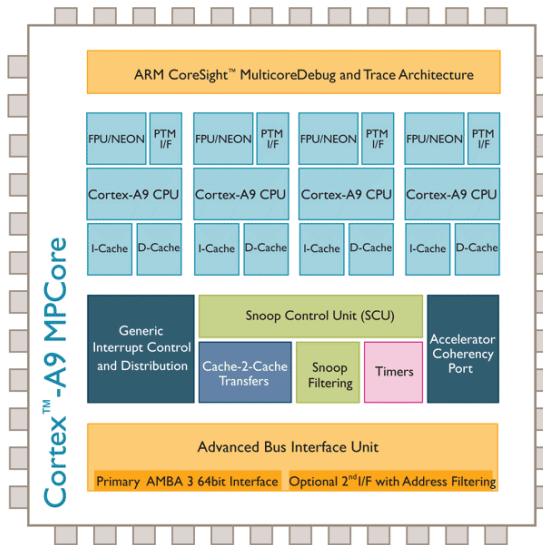 ARM CoreSight™ MulticoreDebug and Trace Architecture
FPU/NEON
PTM
I/F
FPU/NEON
PTM
I/F
FPU/NEON
PTM
I/F
FPU/NEON
PTM
I/F
Cortex-A9 CPU
Cortex-A9 CPU
Cortex-A9 CPU
Cortex-A9 CPU
I-Cache
D-Cache
I-Cache
D-Cache
I-Cache
D-Cache
I-Cache
D-Cache
Cortex™-A9 MPCore
Generic
Interrupt Control
and Distribution
Snoop Control Unit (SCU)
Cache-2-Cache
Transfers
Snoop
Filtering
Timers
Accelerator
Coherency
Port
Advanced Bus Interface Unit
Primary AMBA 3 64bit Interface
Optional 2nd I/F with Address Filtering